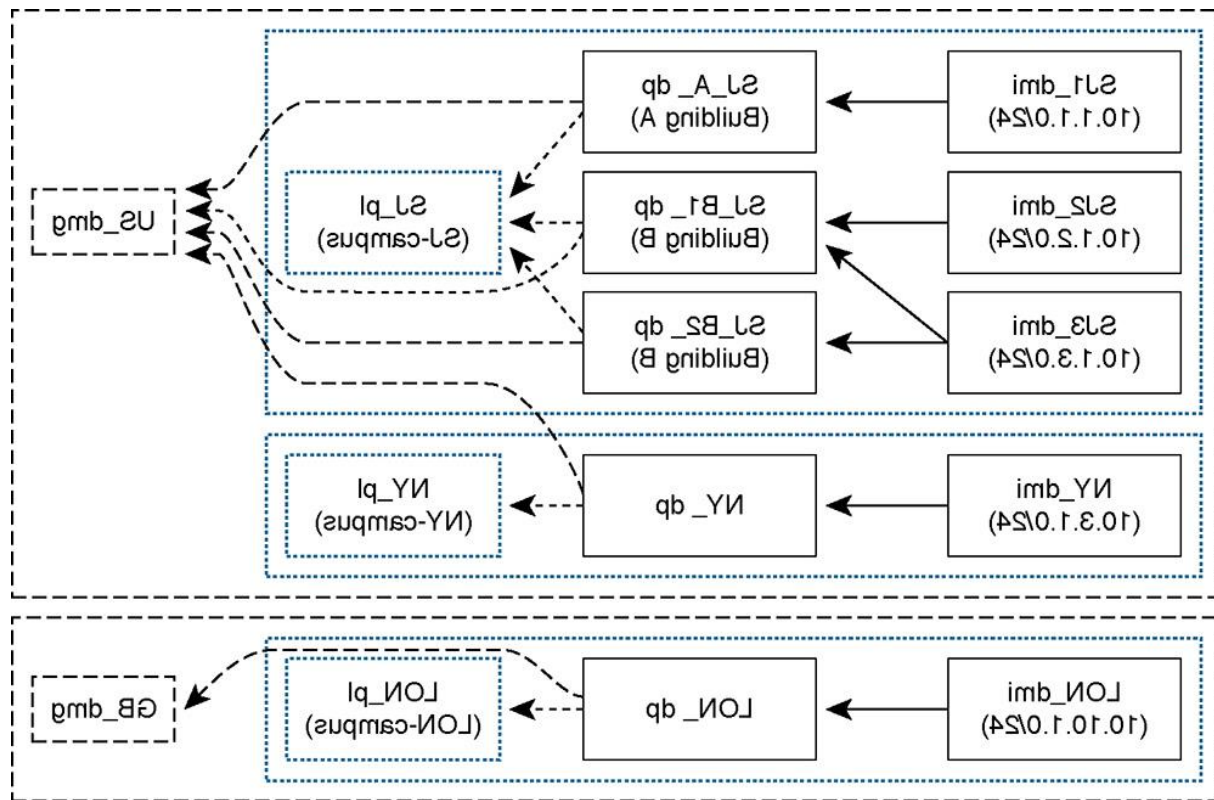 SJ1_dmi
(10.1.1.0/24)
SJ_A_dp
(Building A)
SJ2_dmi
(10.1.2.0/24)
SJ_B1_dp
(Building B)
SJ_pl
(SJ-campus)
US_dmg
SJ3_dmi
(10.1.3.0/24)
SJ_B2_dp
(Building B)
NY_dmi
(10.3.1.0/24)
NY_dp
NY_pl
(NY-campus)
LON_dmi
(10.10.1.0/24)
LON_dp
LON_pl
(LON-campus)
GB_dmg